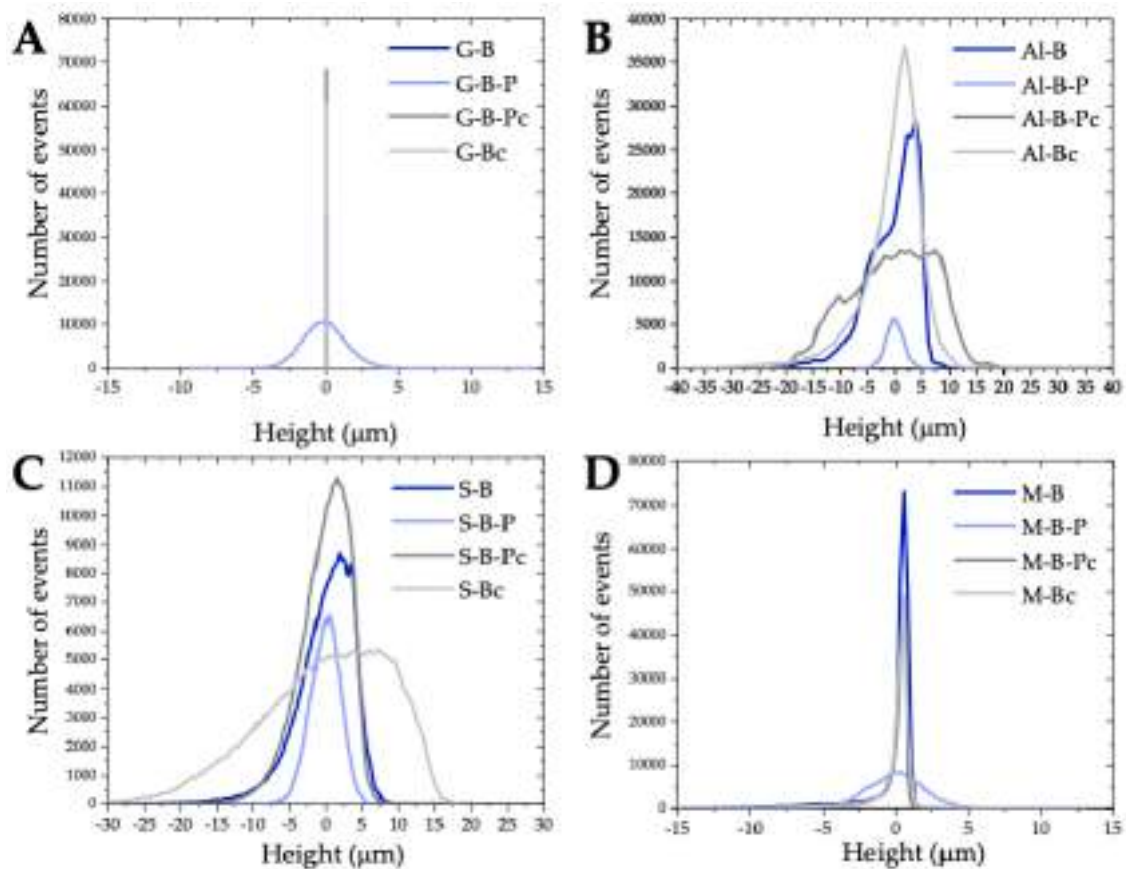 A
Number of events
80000
70000
60000
50000
40000
30000
20000
10000
0
-15
-10
-5
0
5
10
15
Height (µm)
G-B
G-B-P
G-B-Pc
G-Bc
B
Number of events
40000
35000
30000
25000
20000
15000
10000
5000
0
-40 -35 -30 -25 -20 -15 -10 -5 0 5 10 15 20 25 30 35 40
Height (µm)
Al-B
Al-B-P
Al-B-Pc
Al-Bc
C
Number of events
12000
11000
10000
9000
8000
7000
6000
5000
4000
3000
2000
1000
0
-30 -25 -20 -15 -10 -5 0 5 10 15 20 25 30
Height (µm)
S-B
S-B-P
S-B-Pc
S-Bc
D
Number of events
80000
70000
60000
50000
40000
30000
20000
10000
0
-15
-5
0
5
10
15
Height (µm)
M-B
M-B-P
M-B-Pc
M-Bc